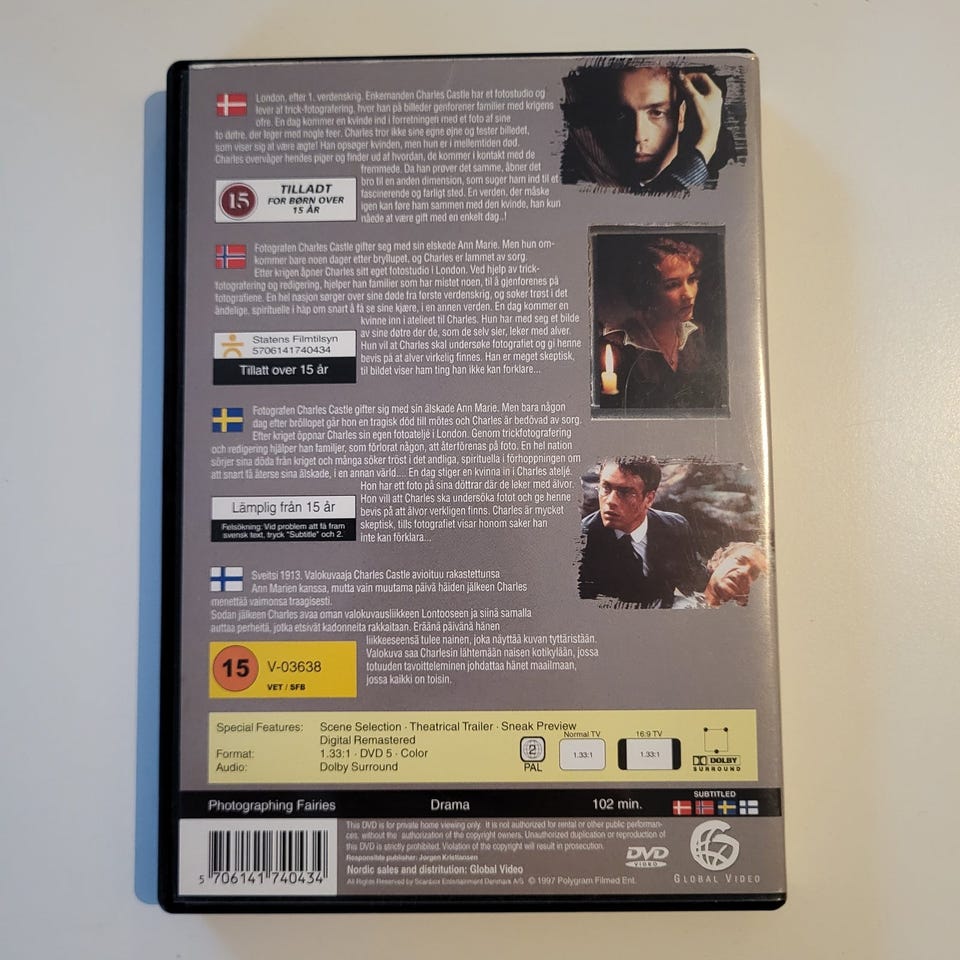 London, efter 1. verdenskrig. Enkemanden Charles Castle har et fotostudio og
lever af trick-fotografering, hvor han på billeder genforener familier med krigens
ofre. En dag kommer en kvinde ind i forretningen med et foto af sine
to døtre, der leger med nogle feer. Charles tror ikke sine egne øjne og tester billedet,
som viser sig at være ægte! Han opsøger kvinden, men hun er i mellemtiden død.
Charles overvåger hendes piger og finder ud af hvordan, de kommer i kontakt med de
fremmede. Da han prøver det samme, åbner det
bro til en anden dimension, som suger ham ind til et
fascinerende og farligt sted. En verden, der måske
igen kan føre ham sammen med den kvinde, han kun
nåede at være gift med en enkelt dag..!
15
TILLADT
FOR BØRN OVER
15 ÅR
Fotografen Charles Castle gifter seg med sin elskede Ann Marie. Men hun om-
kommer bare noen dager etter bryllupet, og Charles er lammet av sorg.
Etter krigen åpner Charles sitt eget fotostudio i London. Ved hjelp av trick-
fotografering og redigering, hjelper han familier som har mistet noen, til å gjenforenes på
fotografiene. En hel nasjon sørger over sine døde fra første verdenskrig, og søker trøst i det
åndelige, spirituelle i håp om snart å få se sine kjære, i en annen verden. En dag kommer en
kvinne inn i atelieet til Charles. Hun har med seg et bilde
av sine døtre der de, som de selv sier, leker med alver.
Hun vil at Charles skal undersøke fotografiet og gi henne
bevis på at alver virkelig finnes. Han er meget skeptisk,
til bildet viser ham ting han ikke kan forklare...
Statens Filmtilsyn
5706141740434
Tillatt over 15 år
Fotografen Charles Castle gifter sig med sin älskade Ann Marie. Men bara någon
dag efter bröllopet går hon en tragisk död till mötes och Charles är bedövad av sorg.
Efter kriget öppnar Charles sin egen fotoateljé i London. Genom trickfotografering
och redigering hjälper han familjer, som förlorat någon, att återförenas på foto. En hel nation
sörjer sina döda från kriget och många söker tröst i det andliga, spirituella i förhoppningen om
att snart få återse sina älskade, i en annan värld.... En dag stiger en kvinna in i Charles ateljé.
Hon har ett foto på sina döttrar där de leker med älvor.
Hon vill att Charles ska undersöka fotot och ge henne
bevis på att älvor verkligen finns. Charles är mycket
skeptisk, tills fotografiet visar honom saker han
inte kan förklara...
Lämplig från 15 år
Felsökning: Vid problem att få fram
svensk text, tryck "Subtitle" och 2.
Sveitsi 1913. Valokuvaaja Charles Castle avioituu rakastettunsa
Ann Marien kanssa, mutta vain muutama päivä häiden jälkeen Charles
menettää vaimonsa traagisesti.
Sodan jälkeen Charles avaa oman valokuvausliikkeen Lontooseen ja siinä samalla
auttaa perheitä, jotka etsivät kadonneita rakkaitaan. Eräänä päivänä hänen
liikkeeseensä tulee nainen, joka näyttää kuvan tyttäristään.
Valokuva saa Charlesin lähtemään naisen kotikylään, jossa
totuuden tavoitteleminen johdattaa hänet maailmaan,
jossa kaikki on toisin.
15
V-03638
VET / SFB
Special Features: Scene Selection · Theatrical Trailer · Sneak Preview
Digital Remastered
Format: 1.33:1 · DVD 5 · Color
Audio: Dolby Surround
2
PAL
Normal TV
1.33:1
16:9 TV
1.33:1
DOLBY
SURROUND
Photographing Fairies Drama 102 min.
SUBTITLED
5 706141 740434
This DVD is for private home viewing only. It is not authorized for rental or other public performan-
ces, without the authorization of the copyright owners. Unauthorized duplication or reproduction of
this DVD is strictly prohibited. Violation of the copyright will result in prosecution.
Responsible publisher: Jørgen Kristiansen
Nordic sales and distribution: Global Video
All Rights Reserved by Scanbox Entertainment Denmark A/S © 1997 Polygram Filmed Ent.
DVD
VIDEO
GLOBAL VIDEO